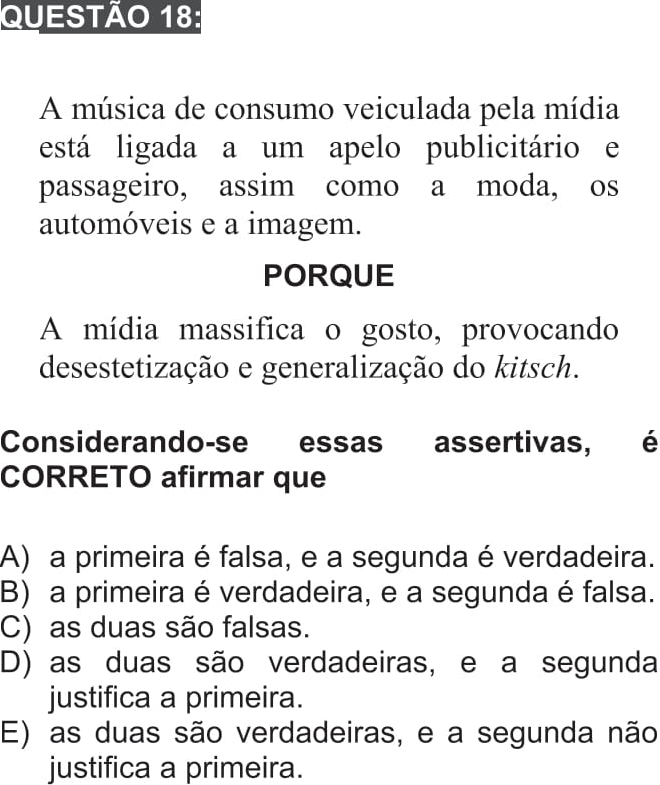 QUESTÃO 18:
A música de consumo veiculada pela mídia
está ligada a um apelo publicitário e
passageiro, assim como a moda, os
automóveis e a imagem.
PORQUE
A mídia massifica o gosto, provocando
desestetização e generalização do kitsch.
Considerando-se essas assertivas, é
CORRETO afirmar que
A) a primeira é falsa, e a segunda é verdadeira.
B) a primeira é verdadeira, e a segunda é falsa.
C) as duas são falsas.
D) as duas são verdadeiras, e a segunda
justifica a primeira.
E) as duas são verdadeiras, e a segunda não
justifica a primeira.